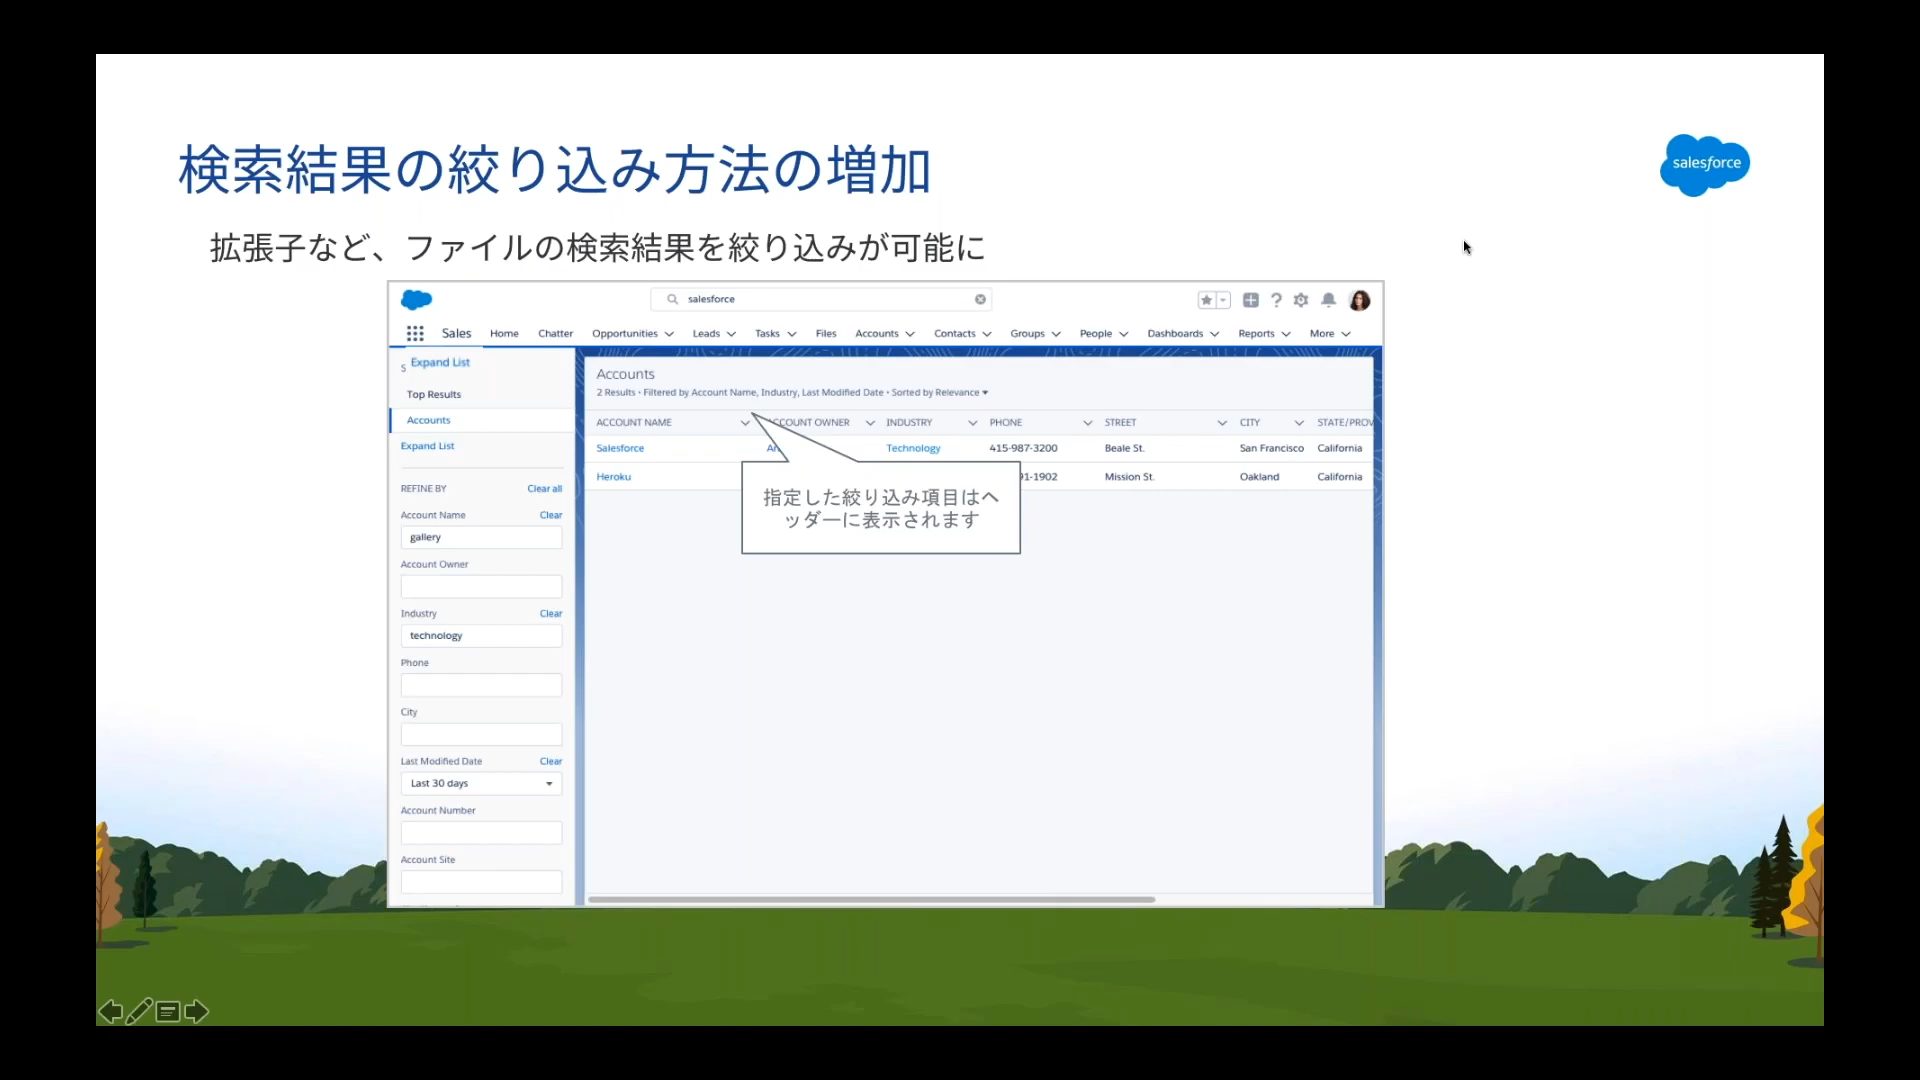 検索結果の絞り込み方法の増加
salesforce
拡張子など、ファイルの検索結果を絞り込みが可能に
salesforce
Sales Home Chatter Opportunities Leads Tasks Files Accounts Contacts Groups People Dashboards Reports More
S Expand List
Top Results
Accounts
Expand List
REFINE BY Clear all
Account Name Clear
gallery
Account Owner
Industry Clear
technology
Phone
City
Last Modified Date Clear
Last 30 days
Account Number
Account Site
Accounts
2 Results • Filtered by Account Name, Industry, Last Modified Date • Sorted by Relevance
ACCOUNT NAME CCOUNT OWNER INDUSTRY PHONE STREET CITY STATE/PROV
Salesforce Technology 415-987-3200 Beale St. San Francisco California
Heroku 91-1902 Mission St. Oakland California
指定した絞り込み項目はヘ
ッダーに表示されます